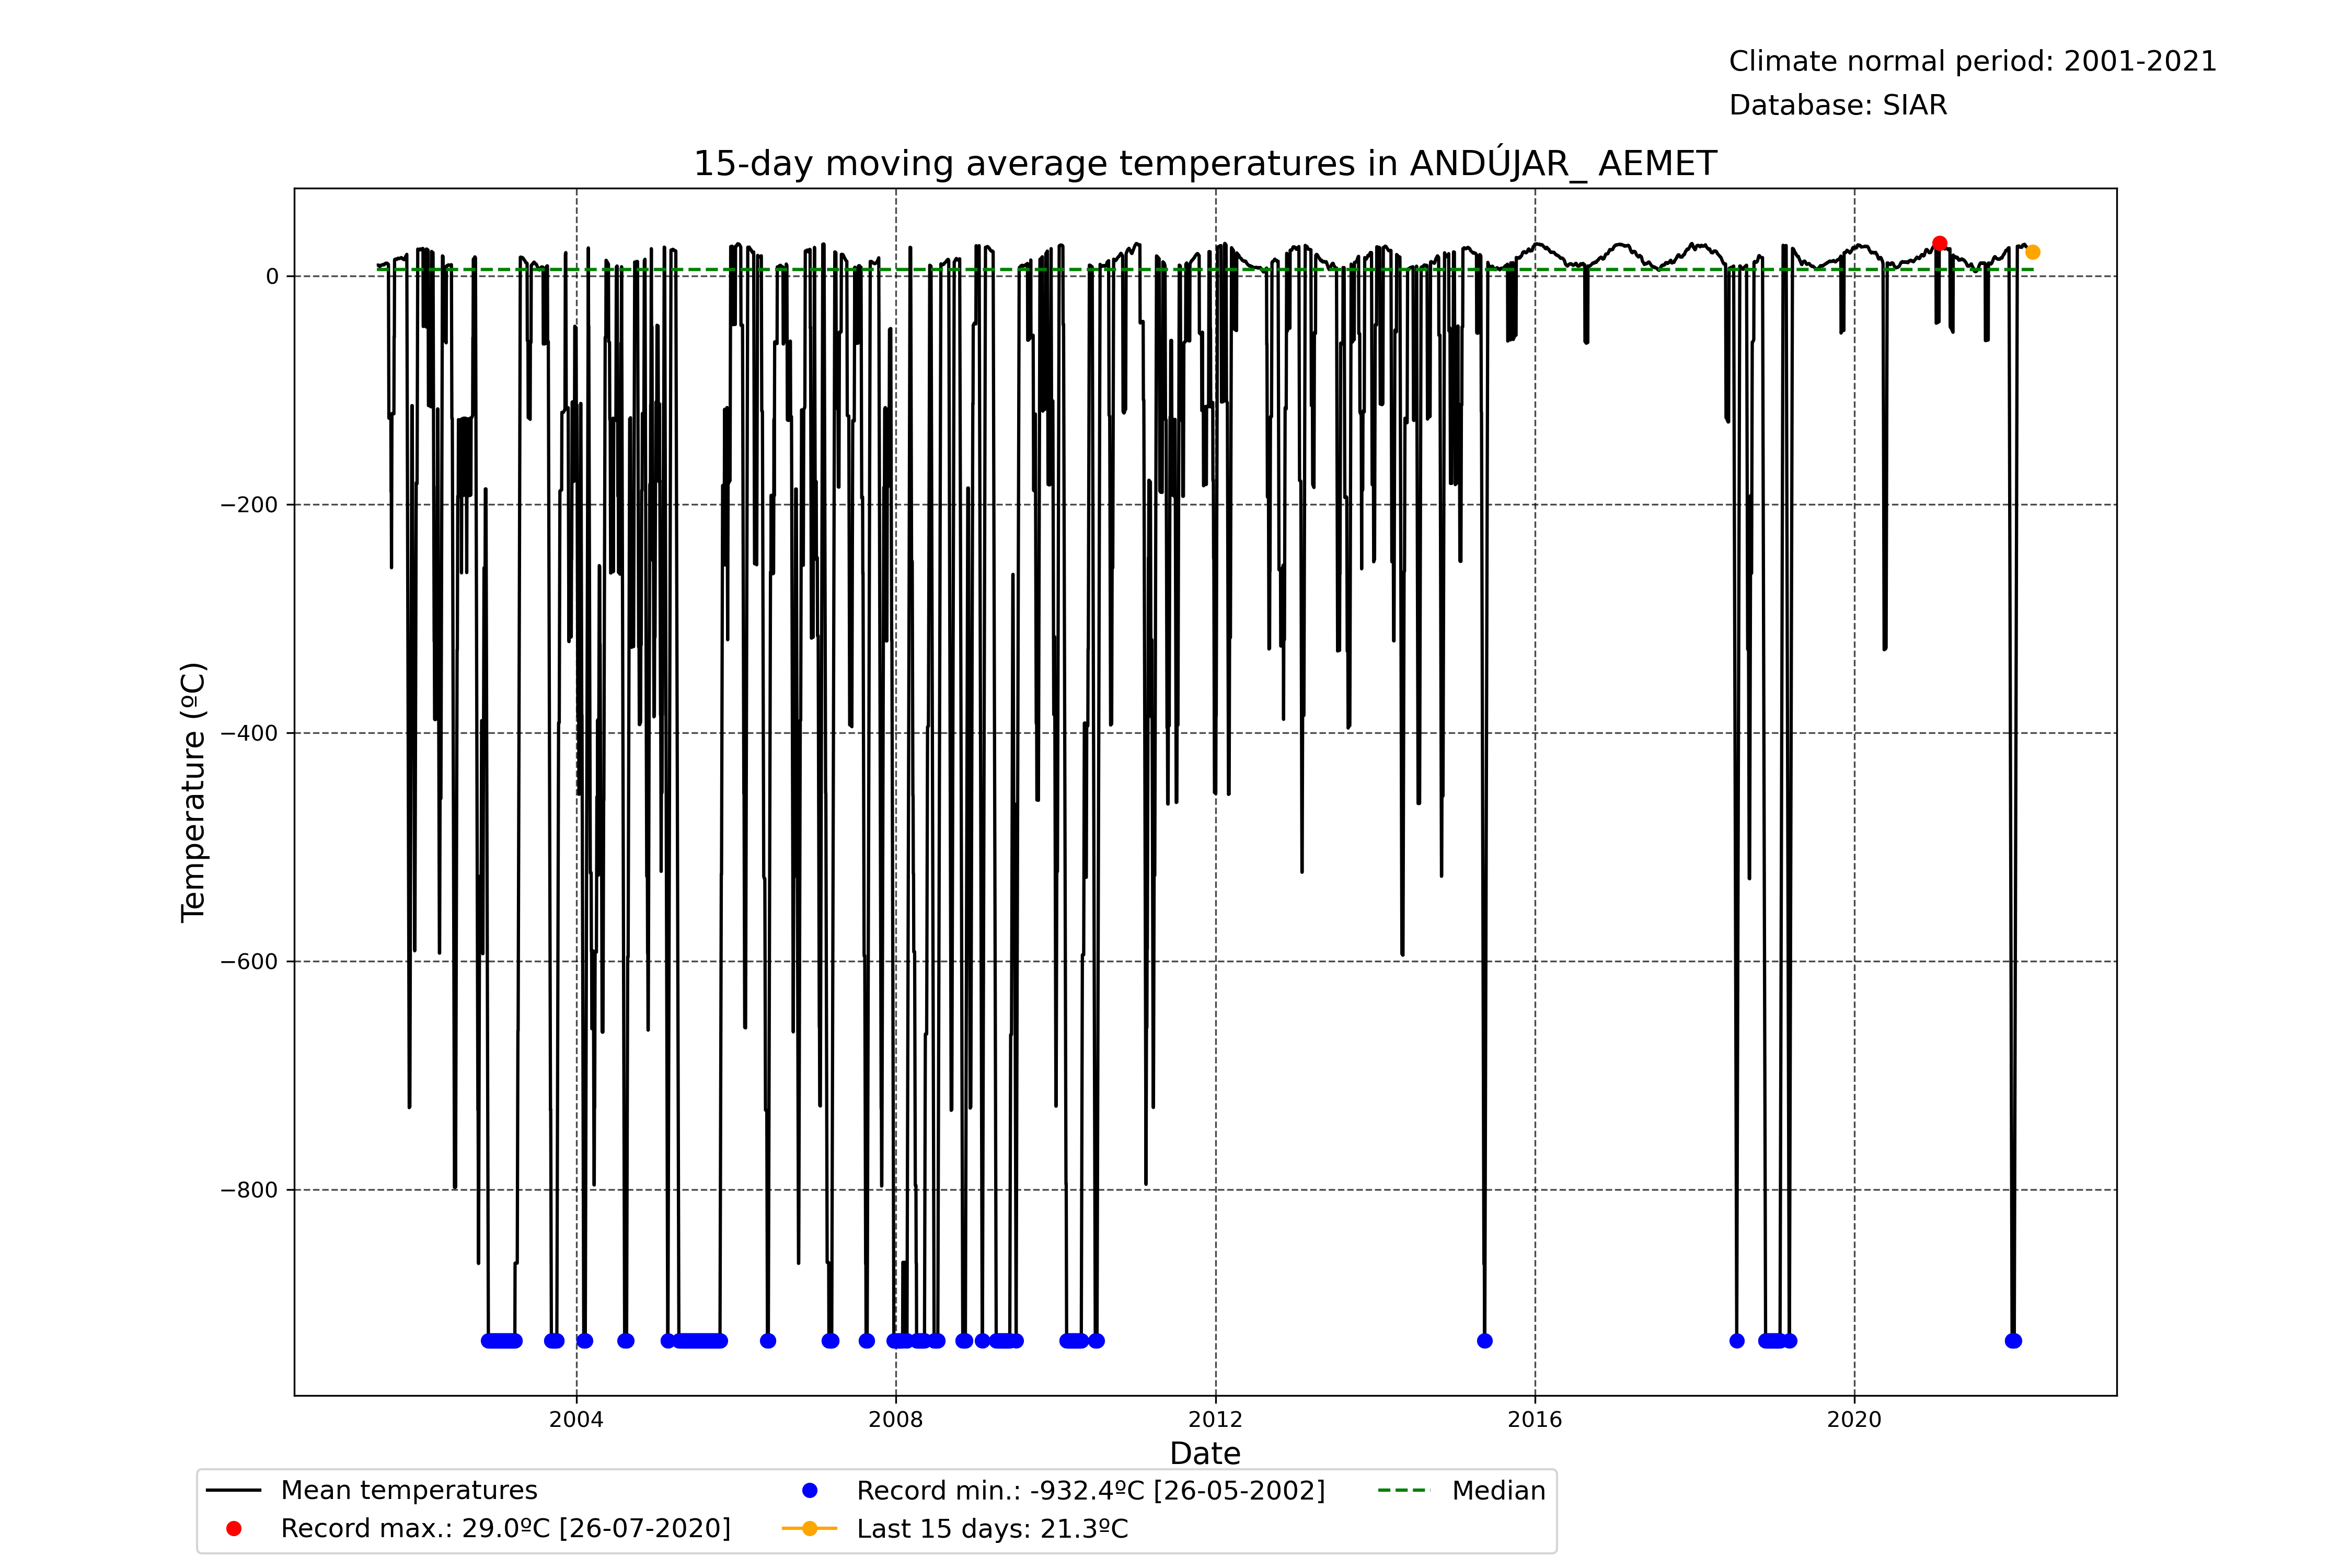 Climate normal period: 2001-2021
Database: SIAR
15-day moving average temperatures in ANDÚJAR_ AEMET
Temperature (ºC)
0
−200
−400
−600
−800
2004
2008
2012
2016
2020
Date
Mean temperatures
Record max.: 29.0ºC [26-07-2020]
Record min.: -932.4ºC [26-05-2002]
Last 15 days: 21.3ºC
Median